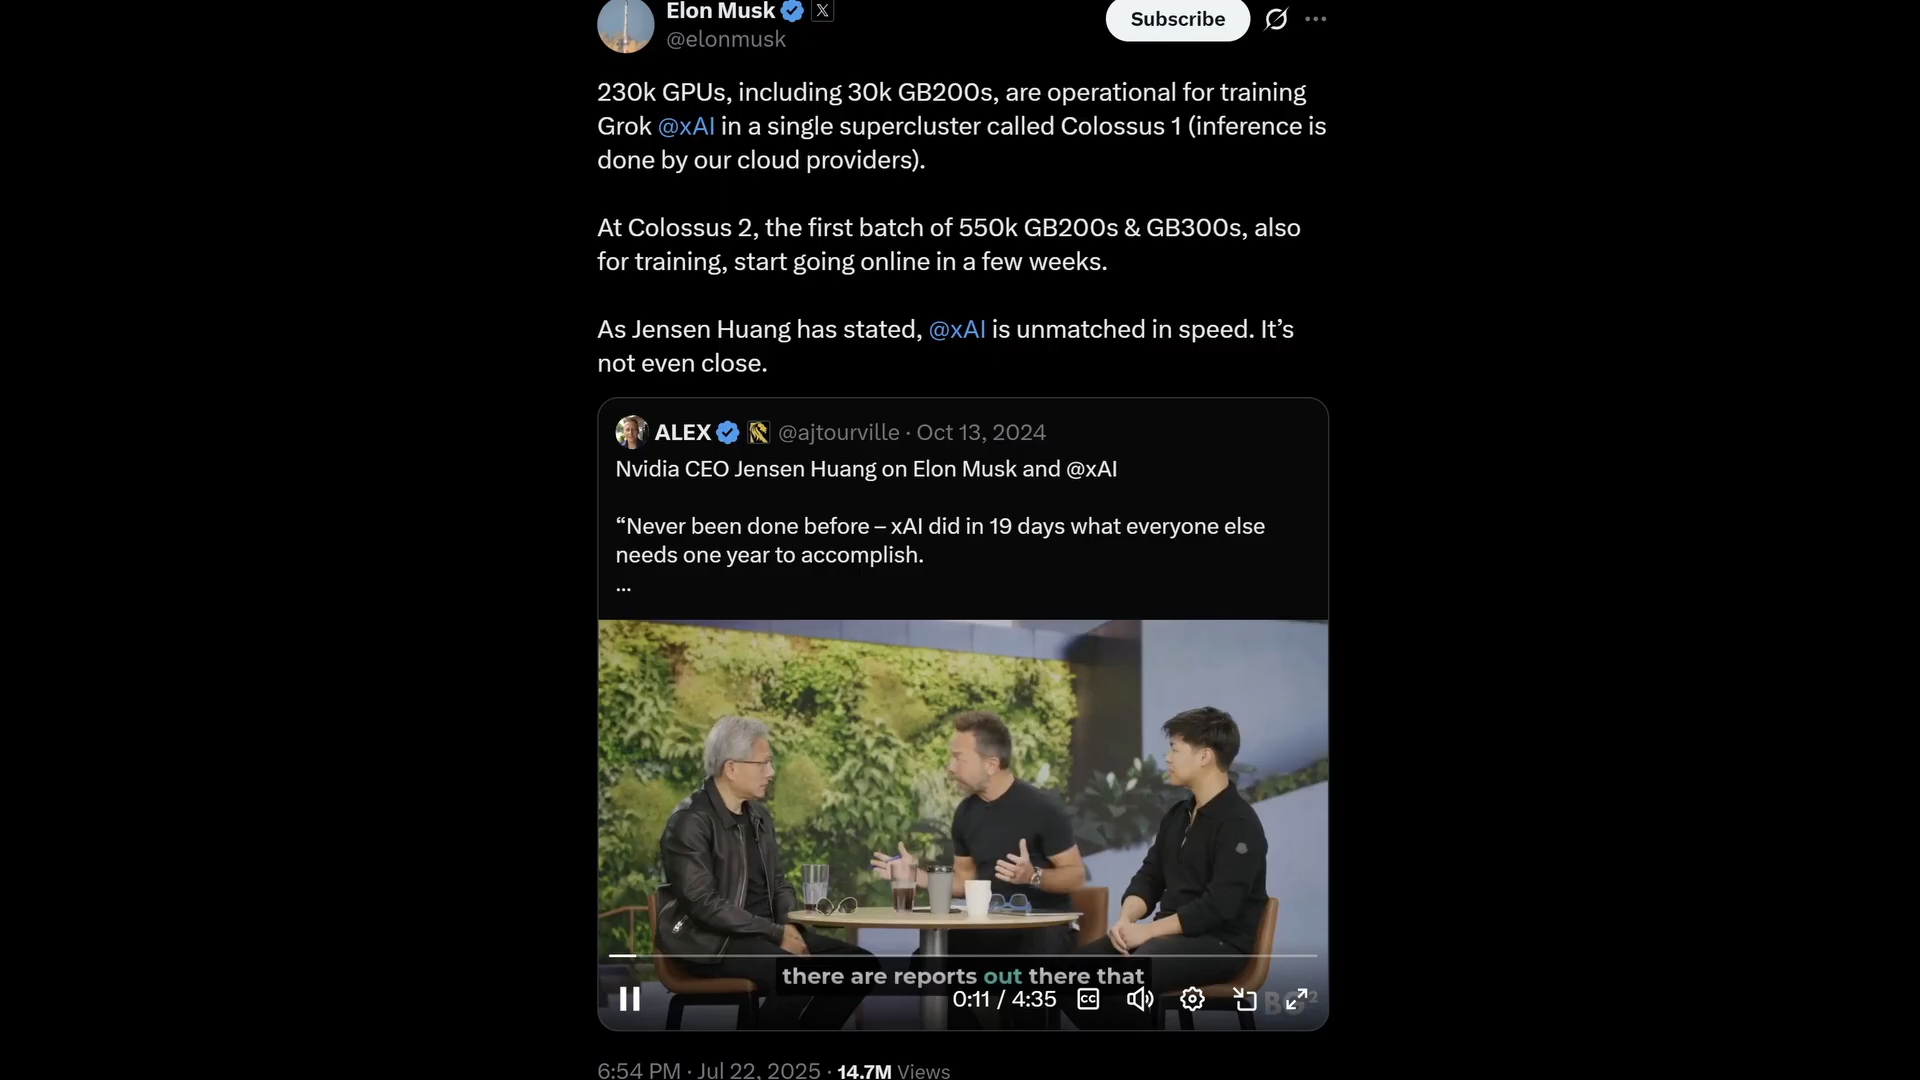 Elon Musk
@elonmusk
Subscribe
230k GPUs, including 30k GB200s, are operational for training
Grok @xAI in a single supercluster called Colossus 1 (inference is
done by our cloud providers).
At Colossus 2, the first batch of 550k GB200s & GB300s, also
for training, start going online in a few weeks.
As Jensen Huang has stated, @xAI is unmatched in speed. It’s
not even close.
ALEX @ajtourville · Oct 13, 2024
Nvidia CEO Jensen Huang on Elon Musk and @xAI
“Never been done before – xAI did in 19 days what everyone else
needs one year to accomplish.
...
there are reports out there that
0:11 / 4:35 CC
BG2
6:54 PM · Jul 22, 2025 · 14.7M Views